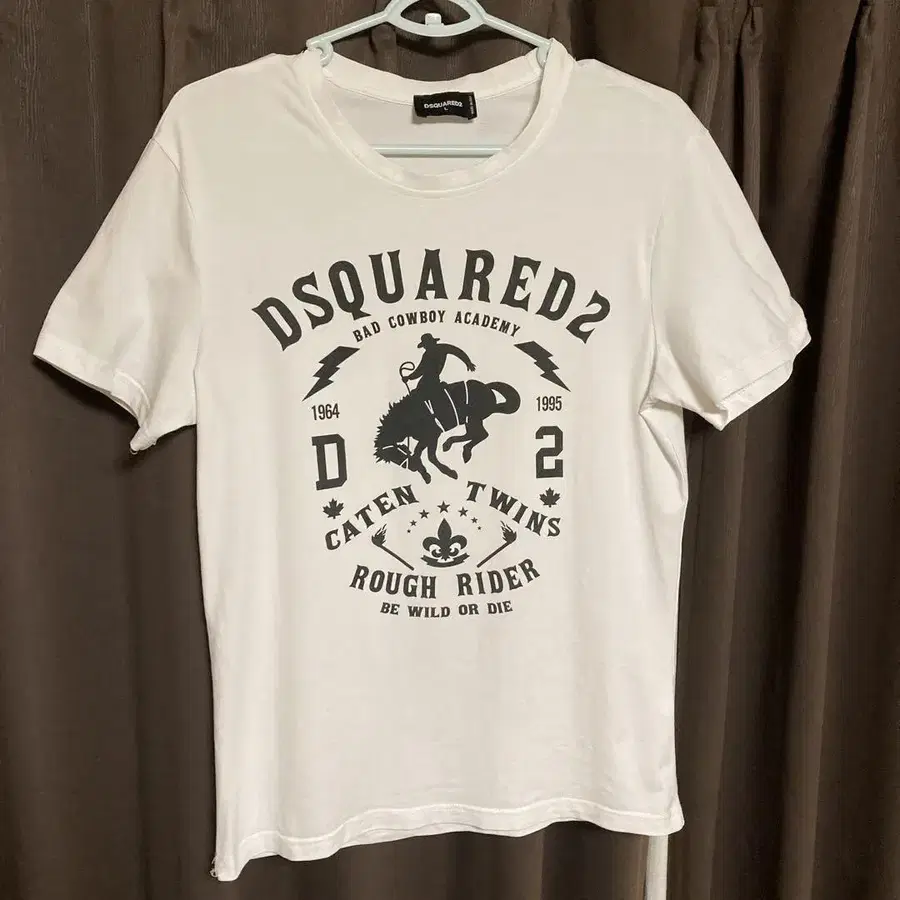 DSQUARED2
L
DSQUARED2
BAD COWBOY ACADEMY
1964 1995
D 2
CATEN TWINS
ROUGH RIDER
BE WILD OR DIE